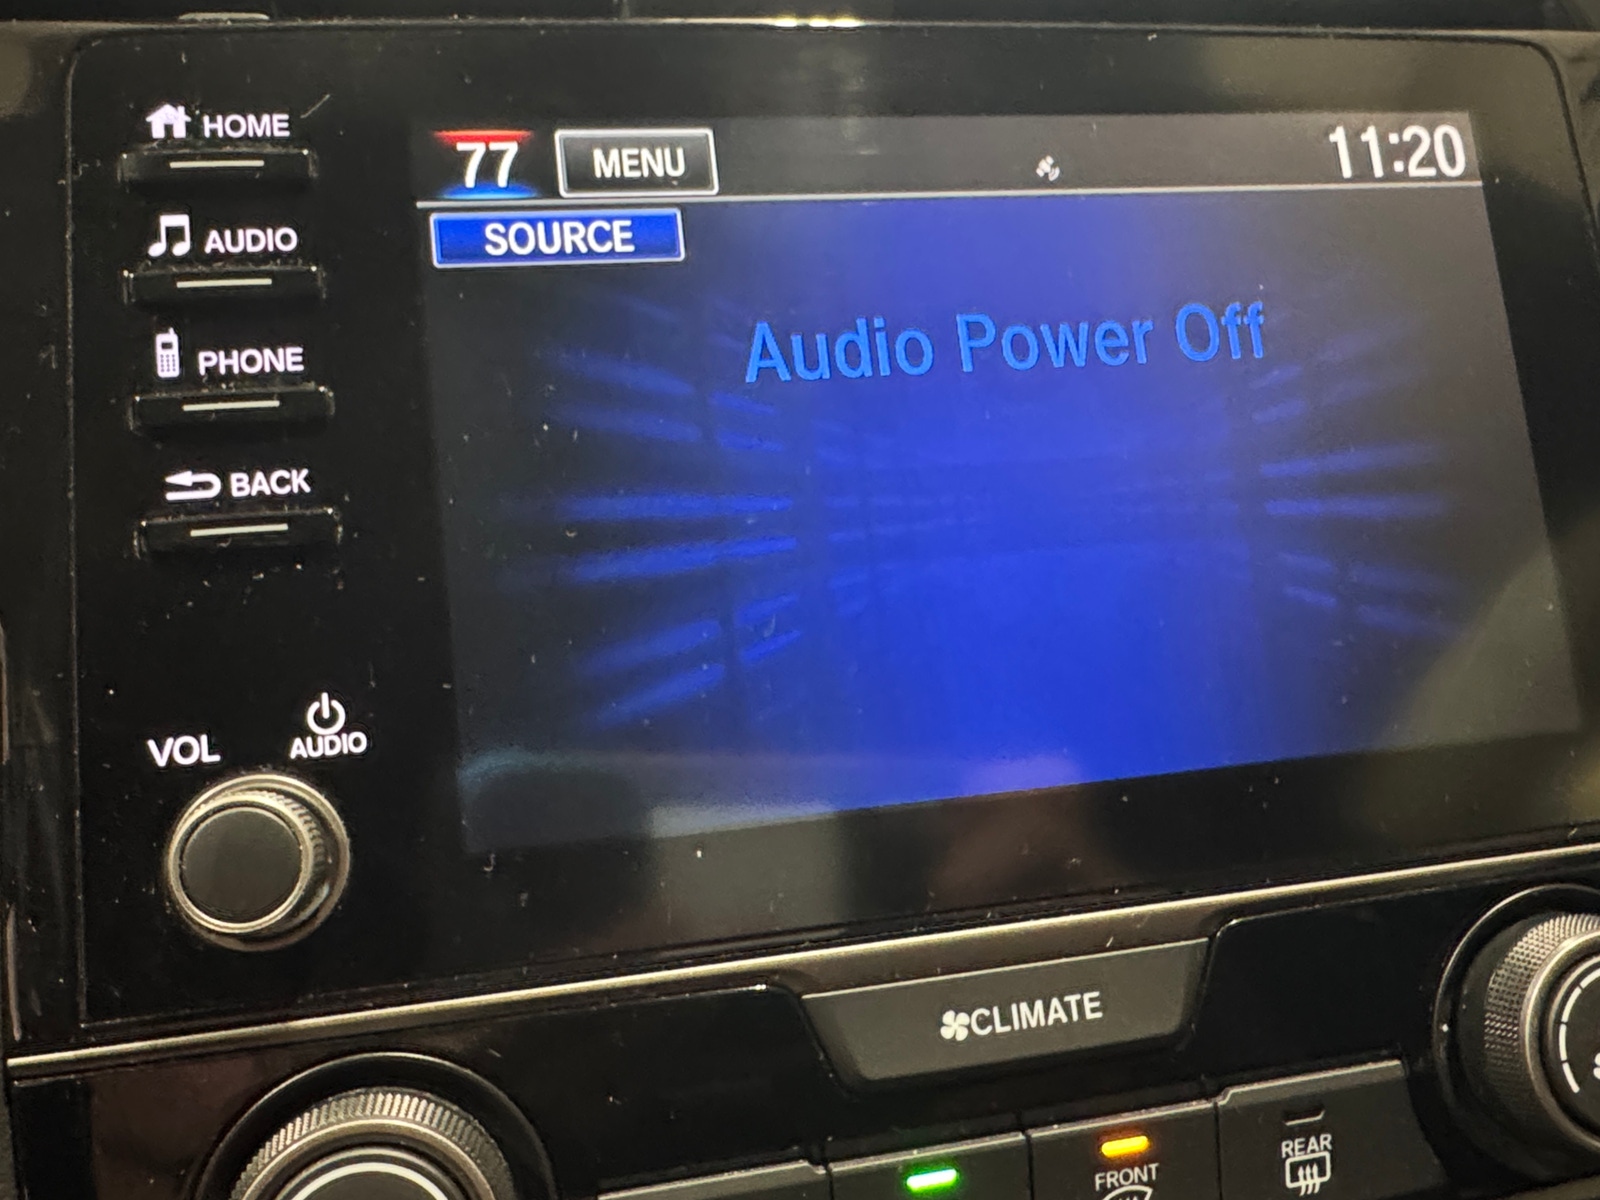 HOME
77 MENU 11:20
SOURCE
AUDIO
Audio Power Off
PHONE
BACK
VOL AUDIO
CLIMATE
FRONT
REAR